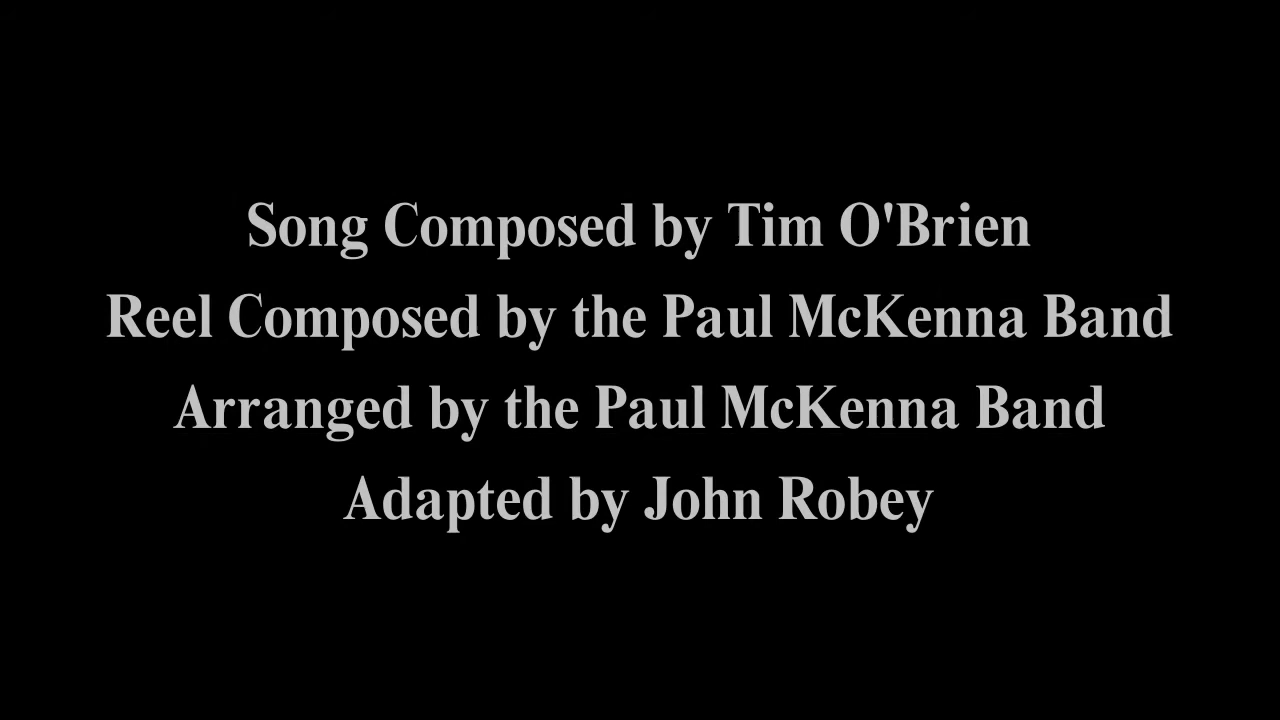 Song Composed by Tim O'Brien
Reel Composed by the Paul McKenna Band
Arranged by the Paul McKenna Band
Adapted by John Robey